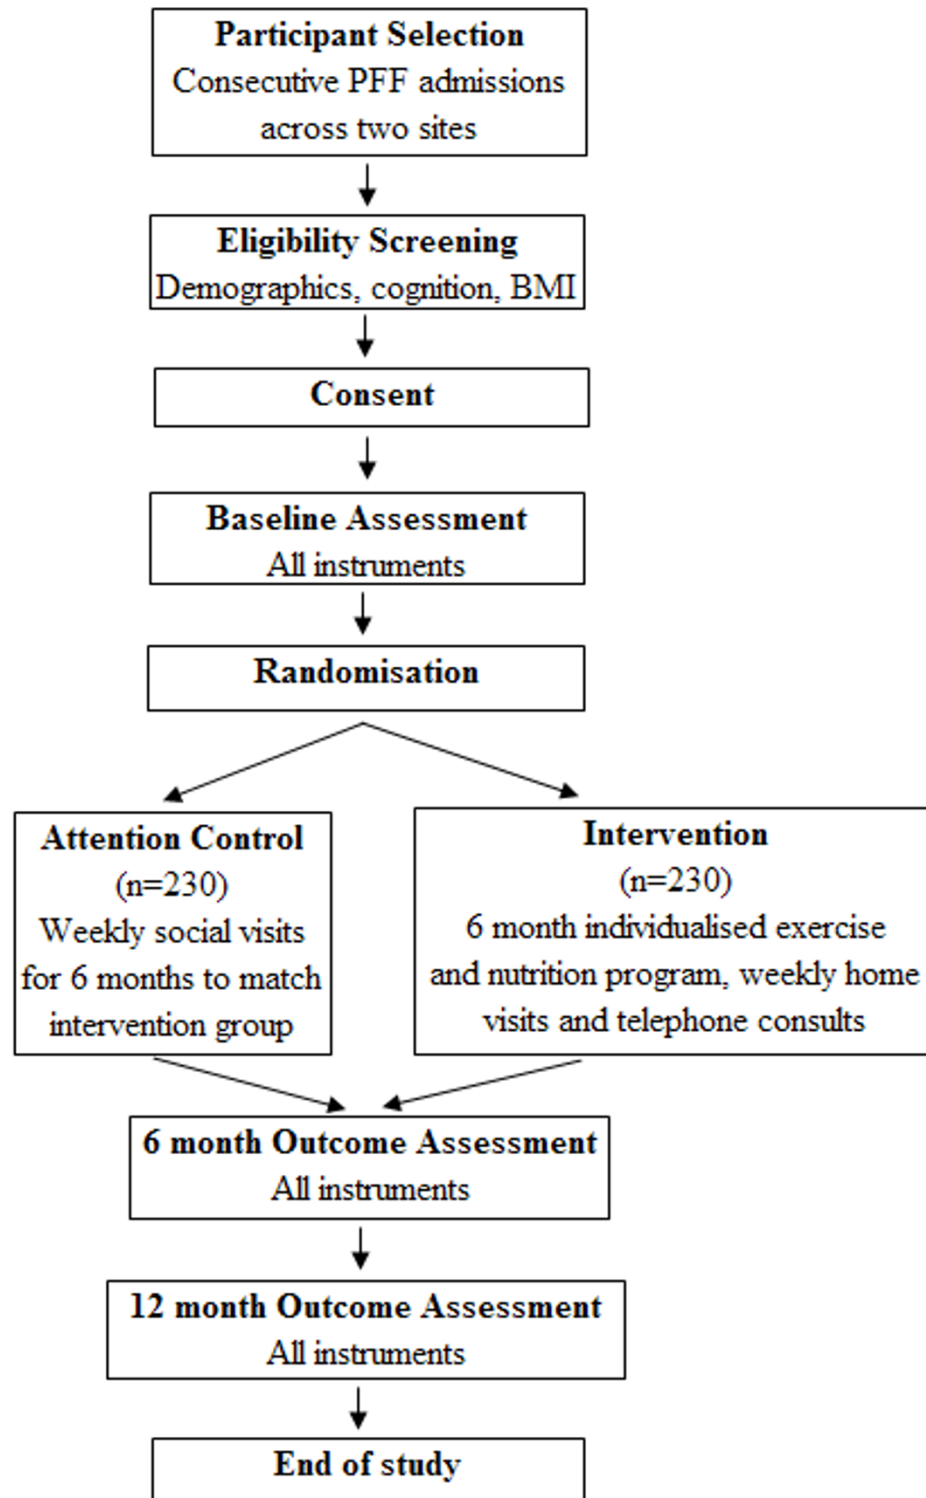 Participant Selection
Consecutive PFF admissions
across two sites
Eligibility Screening
Demographics, cognition, BMI
Consent
Baseline Assessment
All instruments
Randomisation
Attention Control
(n=230)
Weekly social visits
for 6 months to match
intervention group
Intervention
(n=230)
6 month individualised exercise
and nutrition program, weekly home
visits and telephone consults
6 month Outcome Assessment
All instruments
12 month Outcome Assessment
All instruments
End of study